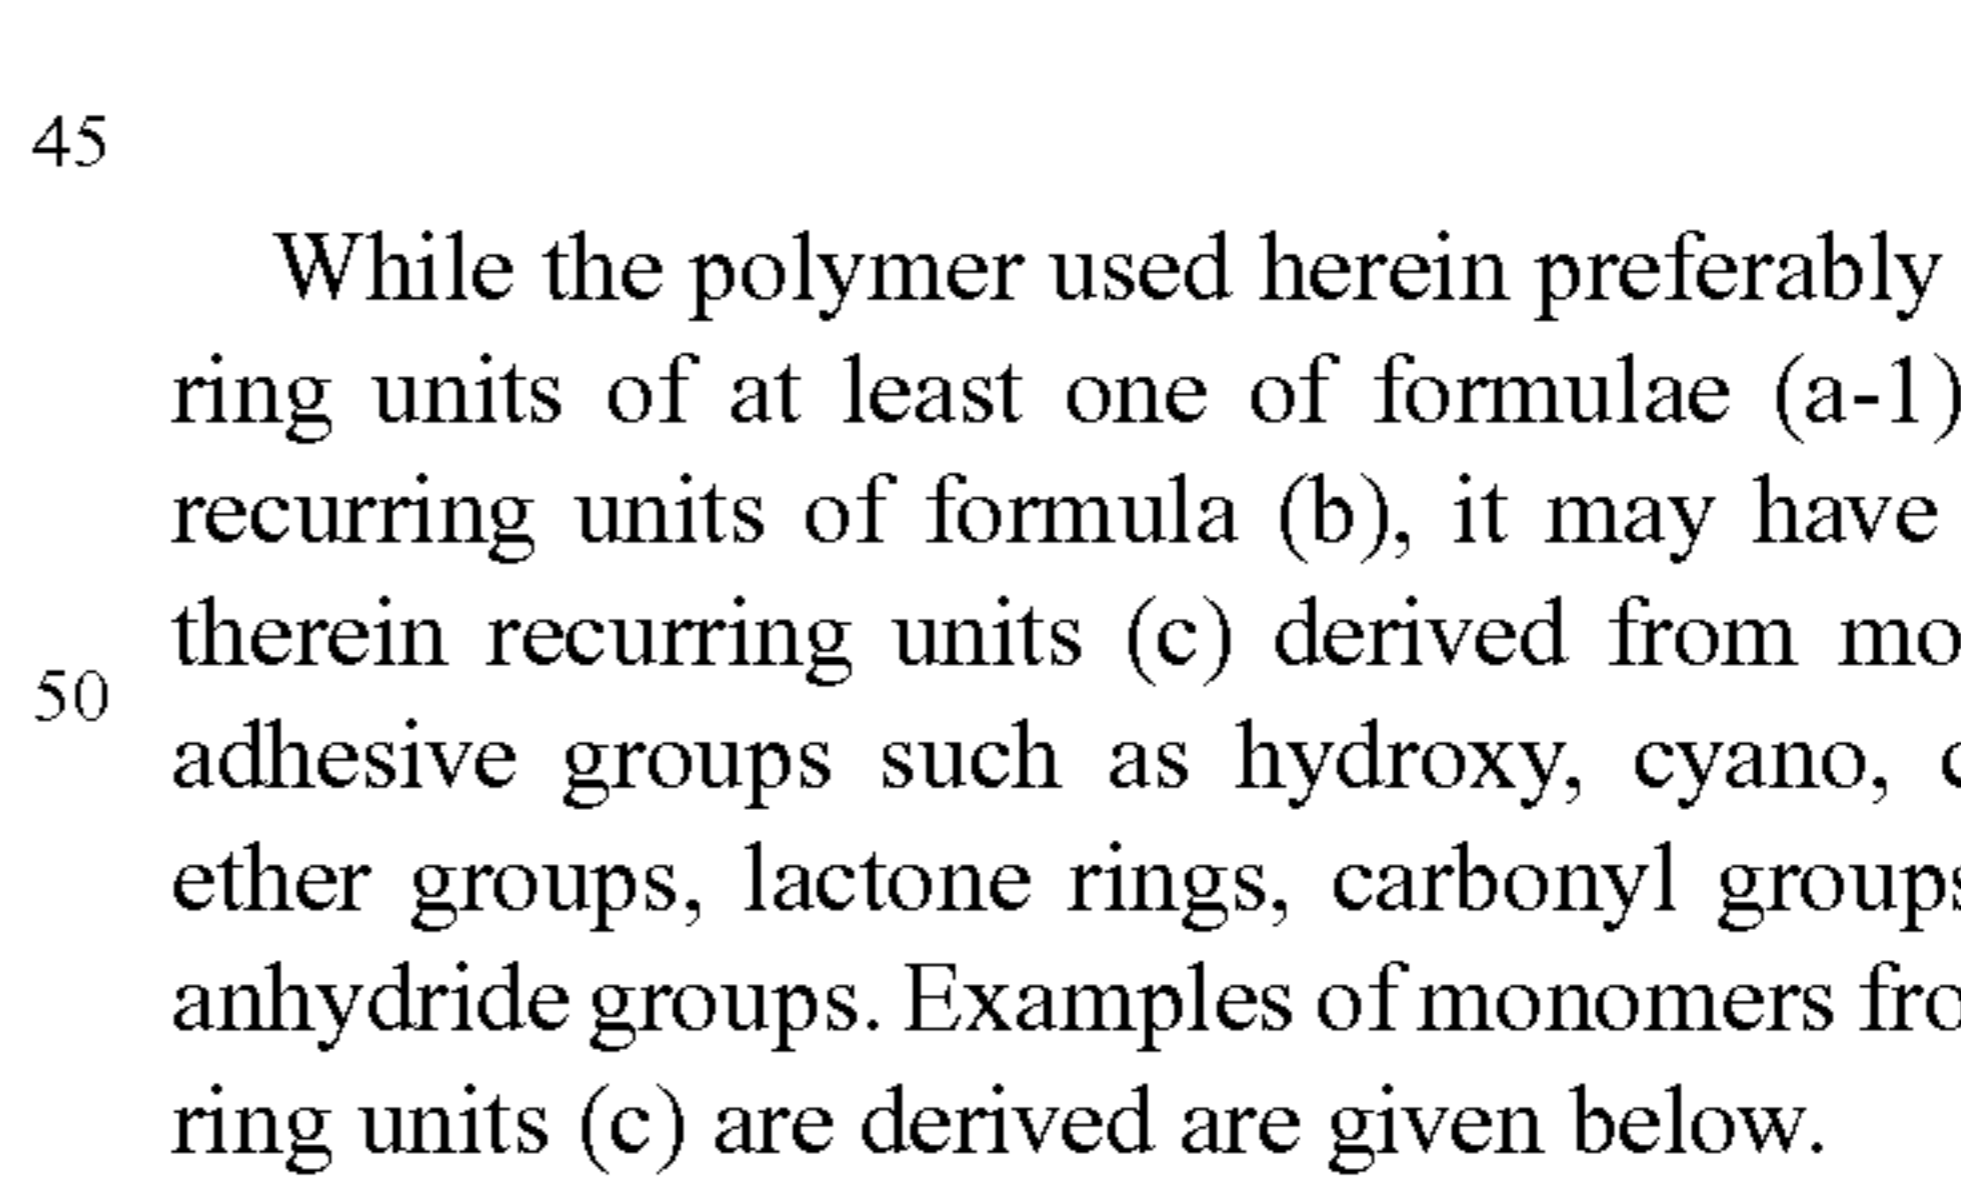 45
While the polymer used herein preferably
ring units of at least one of formulae (a-1)
recurring units of formula (b), it may have
therein recurring units (c) derived from mo
50
adhesive groups such as hydroxy, cyano,
ether groups, lactone rings, carbonyl groups
anhydride groups. Examples of monomers fro
ring units (c) are derived are given below.